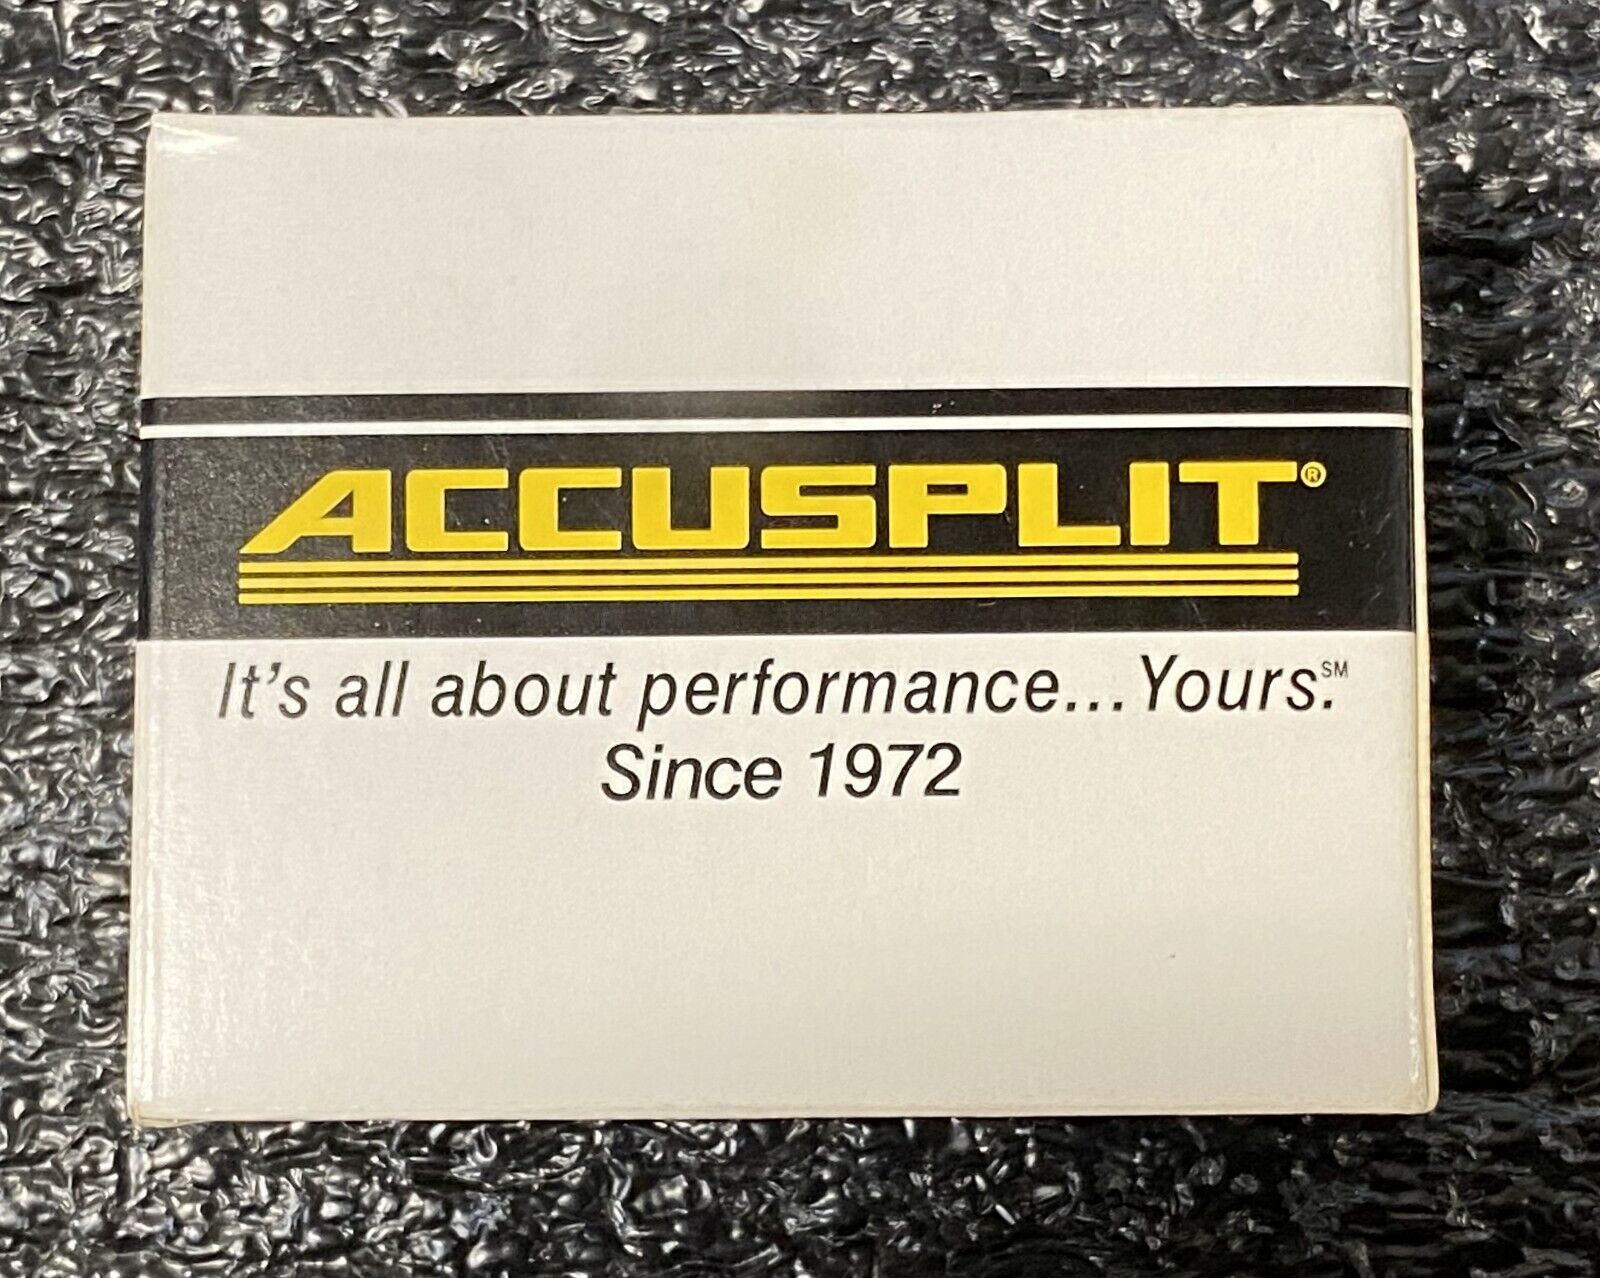 ACCUSPLIT®
It's all about performance...Yours.℠
Since 1972